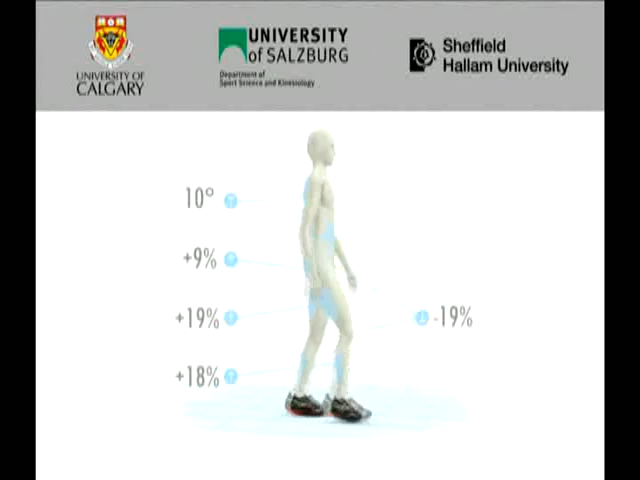 UNIVERSITY OF
CALGARY
UNIVERSITY
of SALZBURG
Department of
Sport Science and Kinesiology
Sheffield
Hallam University
10°
+9%
+19%
-19%
+18%